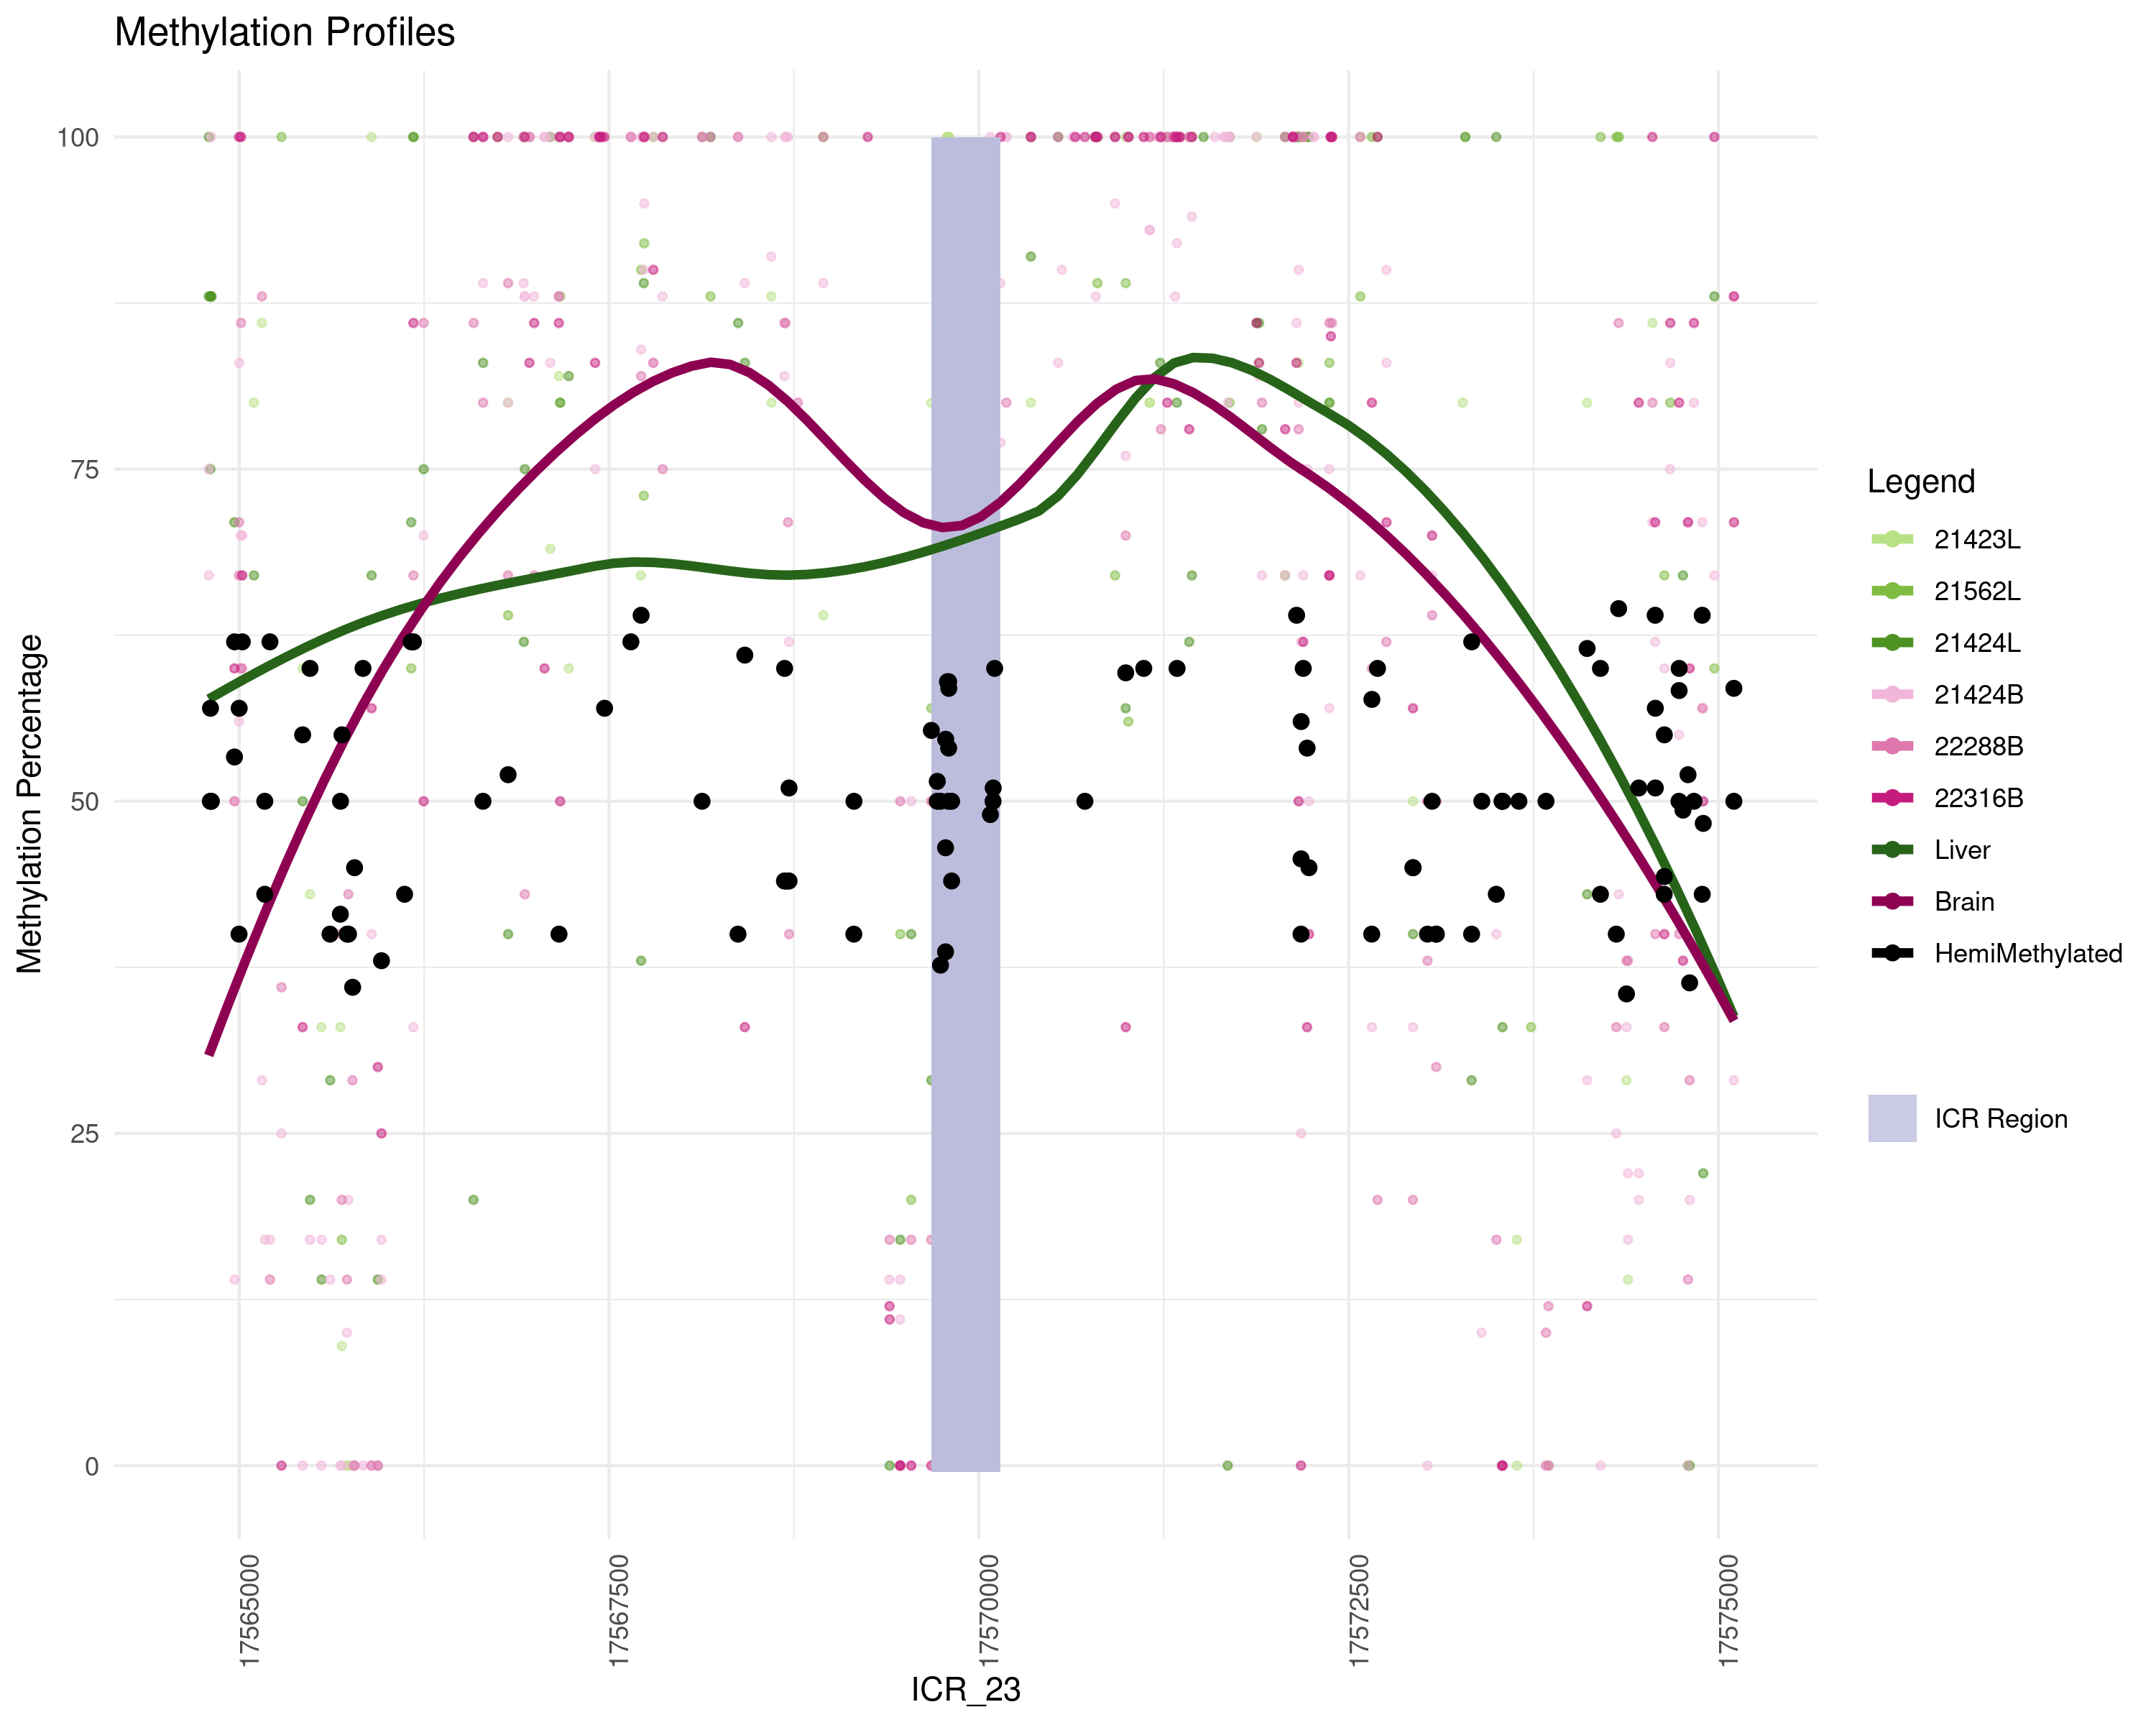 Methylation Profiles
Methylation Percentage
100
75
50
25
0
17565000
17567500
17570000
17572500
17575000
ICR_23
Legend
21423L
21562L
21424L
21424B
22288B
22316B
Liver
Brain
HemiMethylated
ICR Region